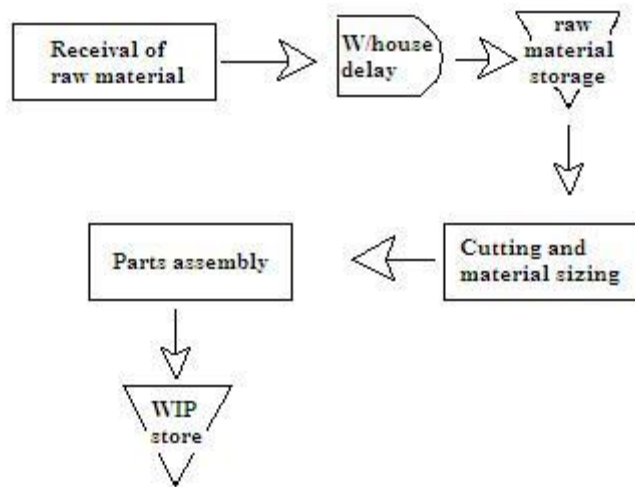 Receival of
raw material
W/house
delay
raw
material
storage
Cutting and
material sizing
Parts assembly
WIP
store